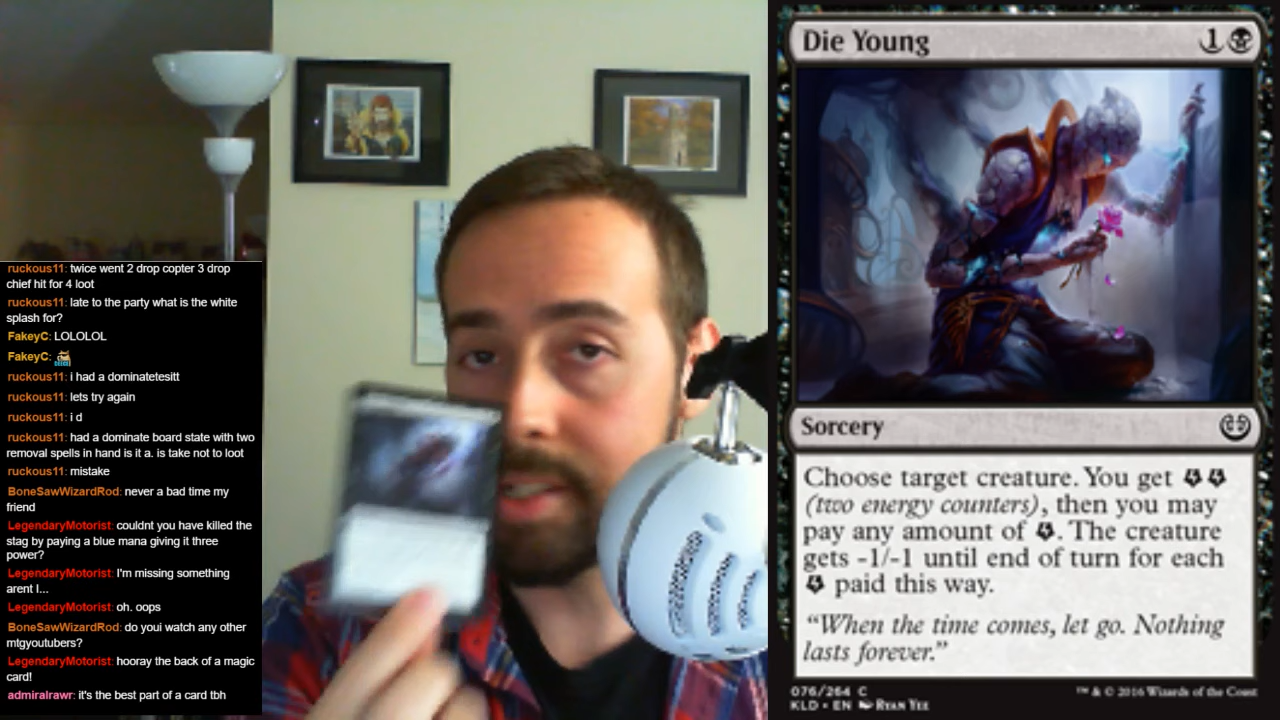 ruckous11: twice went 2 drop copter 3 drop
chief hit for 4 loot
ruckous11: late to the party what is the white
splash for?
FakeyC: LOLOLOL
FakeyC:
ruckous11: i had a dominatetesitt
ruckous11: lets try again
ruckous11: i d
ruckous11: had a dominate board state with two
removal spells in hand is it a. is take not to loot
ruckous11: mistake
BoneSawWizardRod: never a bad time my
friend
LegendaryMotorist: couldnt you have killed the
stag by paying a blue mana giving it three
power?
LegendaryMotorist: I'm missing something
arent I...
LegendaryMotorist: oh. oops
BoneSawWizardRod: do youi watch any other
mtgyoutubers?
LegendaryMotorist: hooray the back of a magic
card!
admiralrawr: it's the best part of a card tbh
Die Young 1
Sorcery
Choose target creature. You get
(two energy counters), then you may
pay any amount of . The creature
gets -1/-1 until end of turn for each
paid this way.
"When the time comes, let go. Nothing
lasts forever."
076/264 C
KLD • EN Ryan Yee
™ & © 2016 Wizards of the Coast